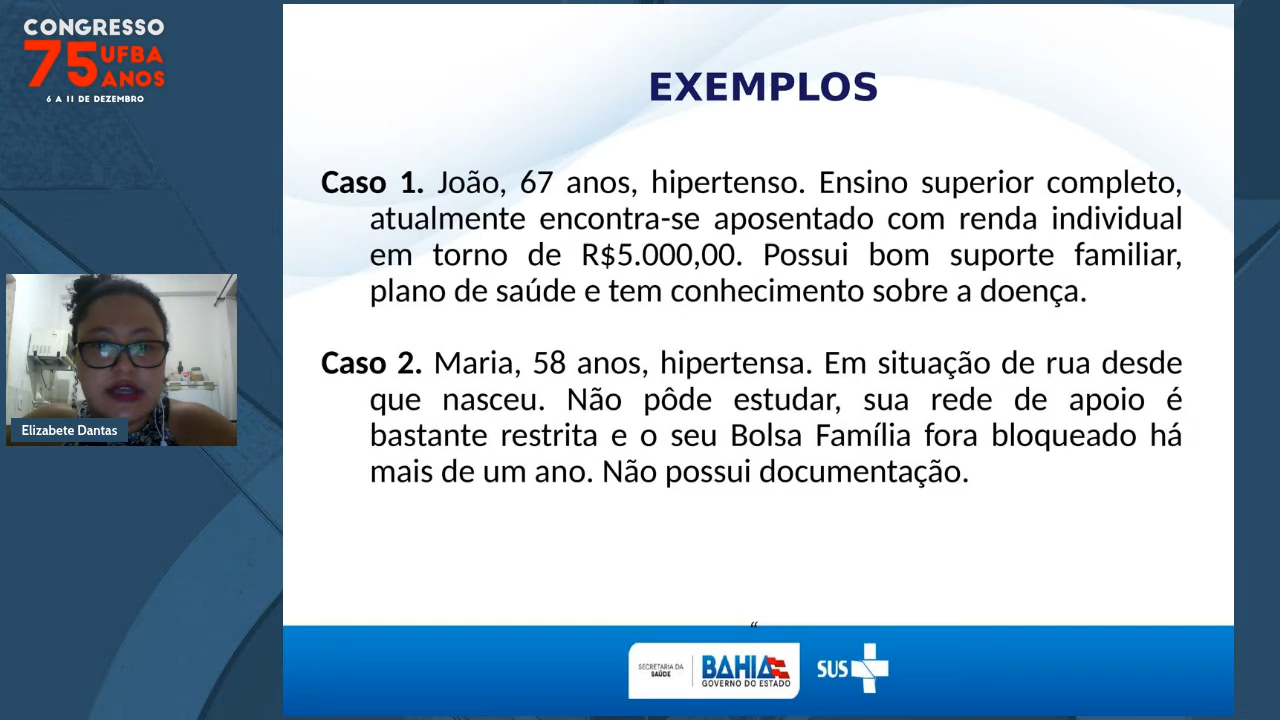 CONGRESSO
75 UFBA
ANOS
6 A 11 DE DEZEMBRO
EXEMPLOS
Caso 1. João, 67 anos, hipertenso. Ensino superior completo,
atualmente encontra-se aposentado com renda individual
em torno de R$5.000,00. Possui bom suporte familiar,
plano de saúde e tem conhecimento sobre a doença.
Caso 2. Maria, 58 anos, hipertensa. Em situação de rua desde
que nasceu. Não pôde estudar, sua rede de apoio é
bastante restrita e o seu Bolsa Família fora bloqueado há
mais de um ano. Não possui documentação.
Elizabete Dantas
“
SECRETARIA DA
SAÚDE
BAHIA
GOVERNO DO ESTADO
SUS